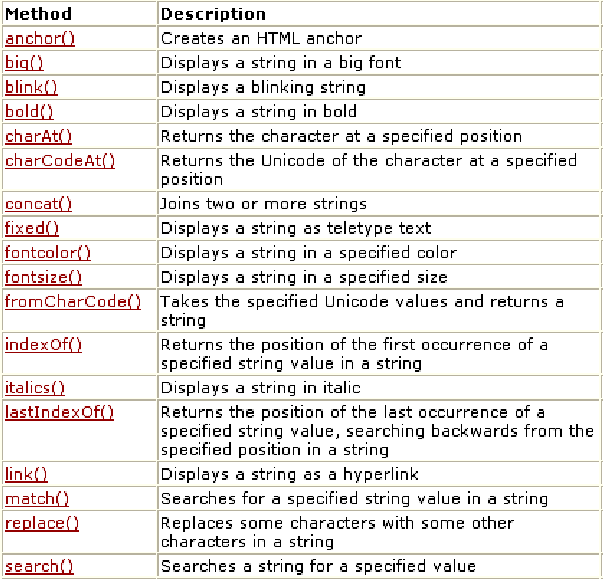 Method Description
anchor() Creates an HTML anchor
big() Displays a string in a big font
blink() Displays a blinking string
bold() Displays a string in bold
charAt() Returns the character at a specified position
charCodeAt() Returns the Unicode of the character at a specified
position
concat() Joins two or more strings
fixed() Displays a string as teletype text
fontcolor() Displays a string in a specified color
fontsize() Displays a string in a specified size
fromCharCode() Takes the specified Unicode values and returns a
string
indexOf() Returns the position of the first occurrence of a
specified string value in a string
italics() Displays a string in italic
lastIndexOf() Returns the position of the last occurrence of a
specified string value, searching backwards from the
specified position in a string
link() Displays a string as a hyperlink
match() Searches for a specified string value in a string
replace() Replaces some characters with some other
characters in a string
search() Searches a string for a specified value